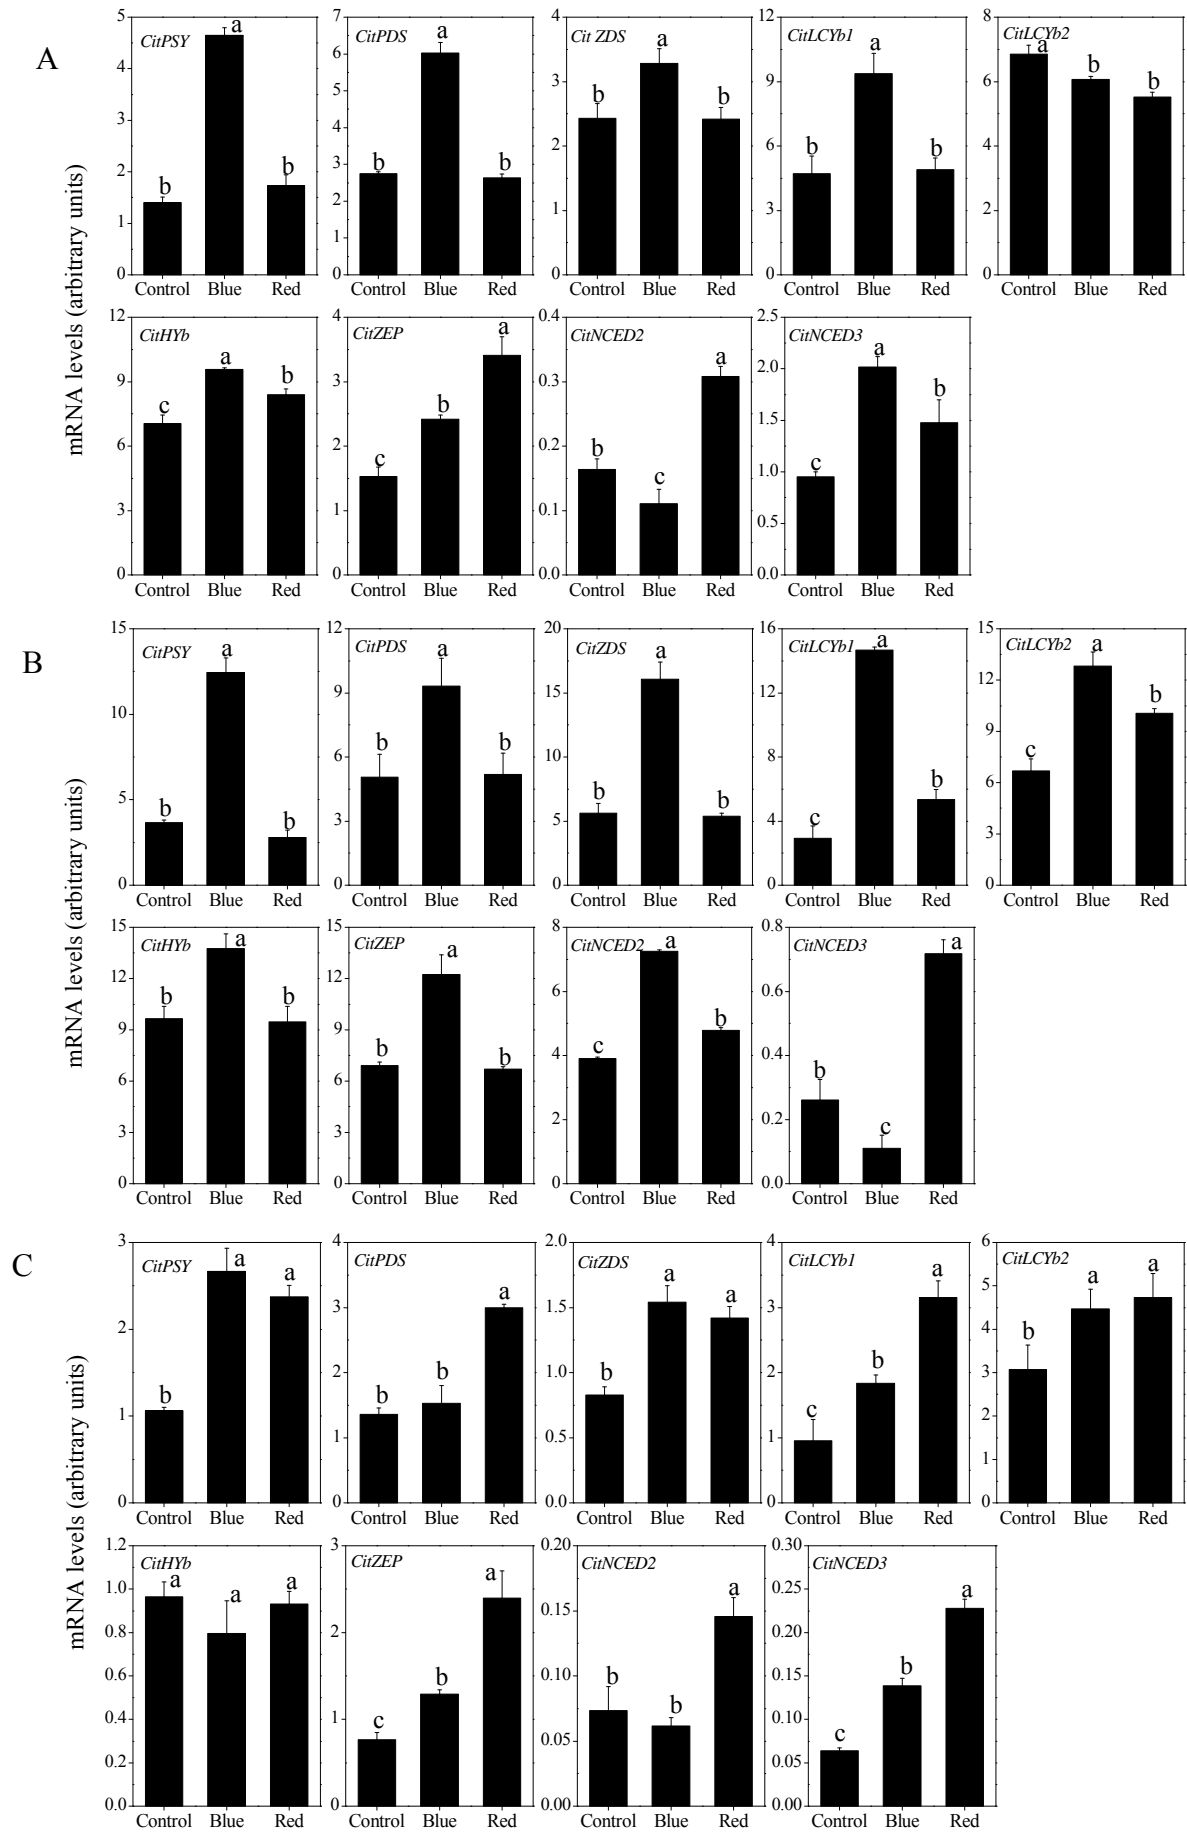 A
mRNA levels (arbitrary units)
CitPSY
5
4
3
2
1
0
b
a
b
Control Blue Red
CitPDS
7
6
5
4
3
2
1
0
b
a
b
Control Blue Red
Cit ZDS
4
3
2
1
0
b
a
b
Control Blue Red
CitLCYb1
12
9
6
3
0
b
a
b
Control Blue Red
CitLCYb2
8
6
4
2
0
a
b
b
Control Blue Red
CitHYb
12
9
6
3
0
c
a
b
Control Blue Red
CitZEP
4
3
2
1
0
c
b
a
Control Blue Red
CitNCED2
0.4
0.3
0.2
0.1
0.0
b
c
a
Control Blue Red
CitNCED3
2.5
2.0
1.5
1.0
0.5
0.0
c
a
b
Control Blue Red
B
mRNA levels (arbitrary units)
CitPSY
15
10
5
0
b
a
b
Control Blue Red
CitPDS
12
9
6
3
0
b
a
b
Control Blue Red
CitZDS
20
15
10
5
0
b
a
b
Control Blue Red
CitLCYb1
16
12
8
4
0
c
a
b
Control Blue Red
CitLCYb2
15
12
9
6
3
0
c
a
b
Control Blue Red
CitHYb
15
12
9
6
3
0
b
a
b
Control Blue Red
CitZEP
15
12
9
6
3
0
b
a
b
Control Blue Red
CitNCED2
8
6
4
2
0
c
a
b
Control Blue Red
CitNCED3
0.8
0.6
0.4
0.2
0.0
b
c
a
Control Blue Red
C
mRNA levels (arbitrary units)
CitPSY
3
2
1
0
b
a
a
Control Blue Red
CitPDS
4
3
2
1
0
b
b
a
Control Blue Red
CitZDS
2.0
1.5
1.0
0.5
0.0
b
a
a
Control Blue Red
CitLCYb1
4
3
2
1
0
c
b
a
Control Blue Red
CitLCYb2
6
5
4
3
2
1
0
b
a
a
Control Blue Red
CitHYb
1.2
1.0
0.8
0.6
0.4
0.2
0.0
a
a
a
Control Blue Red
CitZEP
3
2
1
0
c
b
a
Control Blue Red
CitNCED2
0.20
0.15
0.10
0.05
0.00
b
b
a
Control Blue Red
CitNCED3
0.30
0.25
0.20
0.15
0.10
0.05
0.00
c
b
a
Control Blue Red